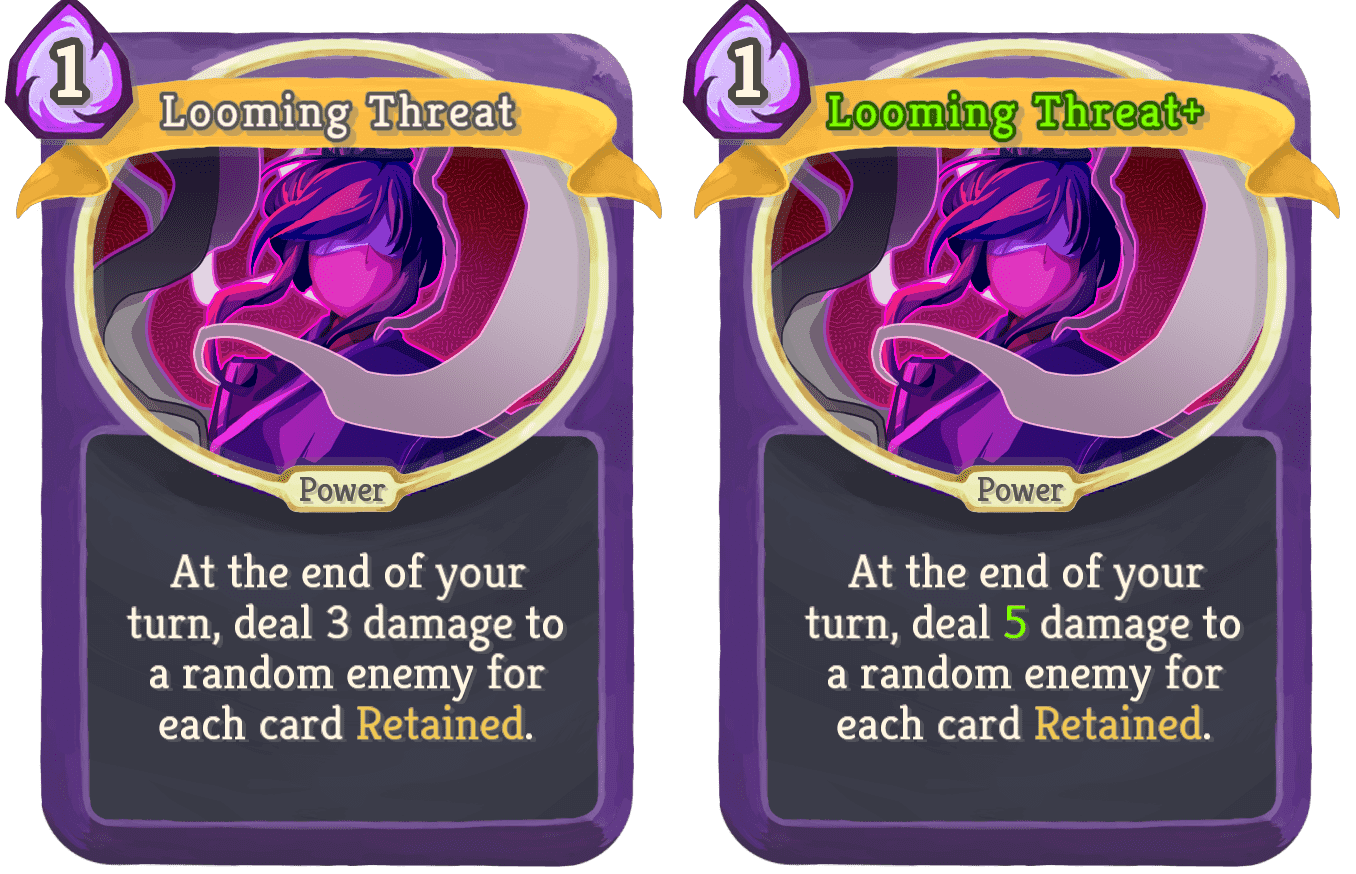 1
Looming Threat
Power
At the end of your
turn, deal 3 damage to
a random enemy for
each card Retained.
1
Looming Threat+
Power
At the end of your
turn, deal 5 damage to
a random enemy for
each card Retained.